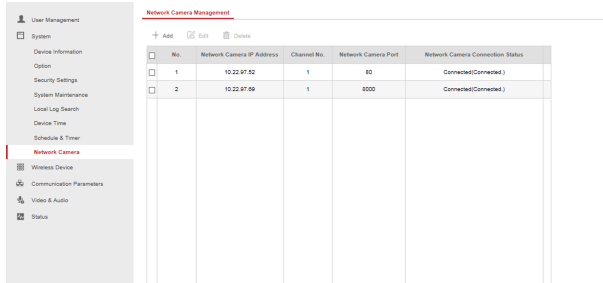 User Management
System
Device Information
Option
Security Settings
System Maintenance
Local Log Search
Device Time
Schedule & Timer
Network Camera
Wireless Device
Communication Parameters
Video & Audio
Status
Network Camera Management
Add Edit Delete
No. Network Camera IP Address Channel No. Network Camera Port Network Camera Connection Status
1 10.22.97.52 1 80 Connected(Connected.)
2 10.22.97.69 1 8000 Connected(Connected.)